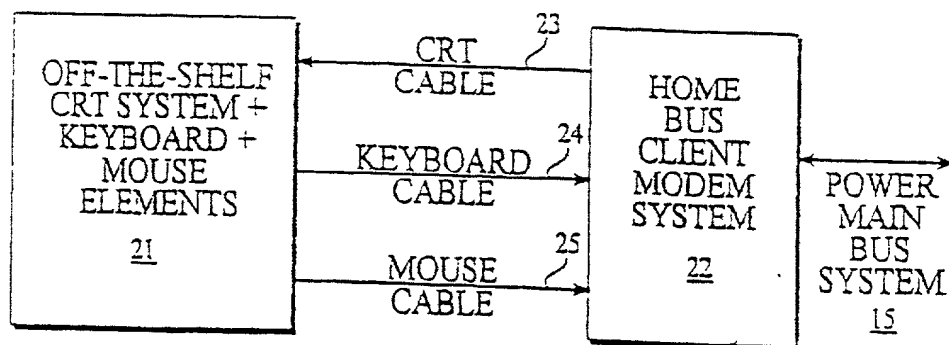 OFF-THE-SHELF
CRT SYSTEM +
KEYBOARD +
MOUSE
ELEMENTS
21
23
CRT
CABLE
24
KEYBOARD
CABLE
25
MOUSE
CABLE
HOME
BUS
CLIENT
MODEM
SYSTEM
22
POWER
MAIN
BUS
SYSTEM
15